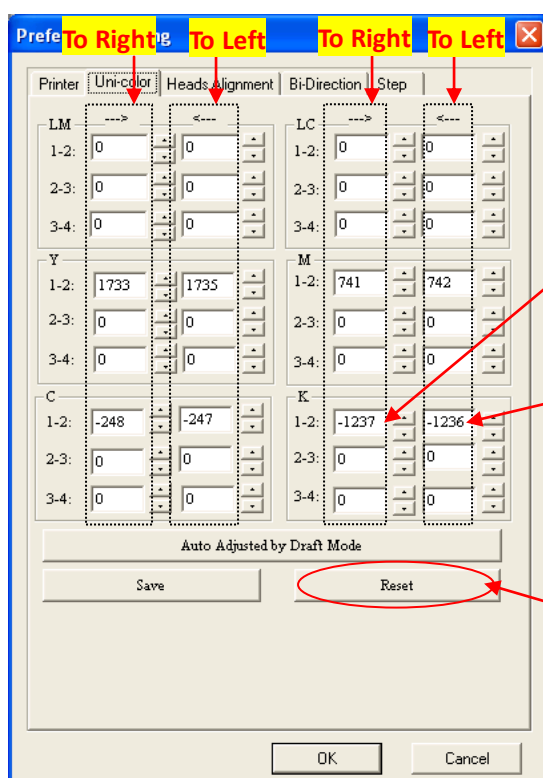 To Right To Left To Right To Left
Printer Uni-color Heads Alignment Bi-Direction Step
LM ---> <--- LC ---> <---
1-2: 0 0 1-2: 0 0
2-3: 0 0 2-3: 0 0
3-4: 0 0 3-4: 0 0
Y M
1-2: 1733 1735 1-2: 741 742
2-3: 0 0 2-3: 0 0
3-4: 0 0 3-4: 0 0
C K
1-2: -248 -247 1-2: -1237 -1236
2-3: 0 0 2-3: 0 0
3-4: 0 0 3-4: 0 0
Auto Adjusted by Draft Mode
Save Reset
OK Cancel